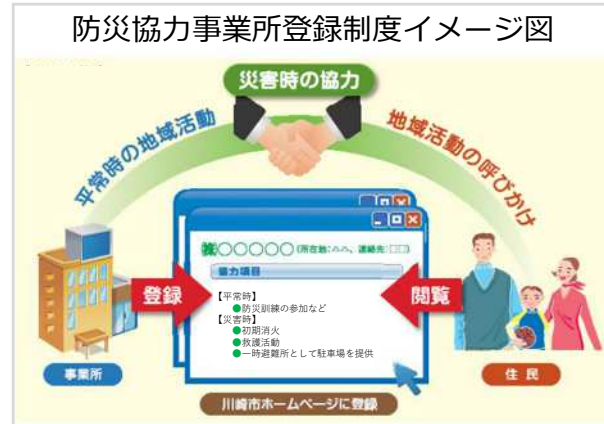 防災協力事業所登録制度イメージ図
災害時の協力
平常時の地域活動
地域活動の呼びかけ
㈱○○○○○(所在地:△△、連絡先:□□)
協力項目
【平常時】
●防災訓練の参加など
【災害時】
●初期消火
●救護活動
●一時避難所として駐車場を提供
登録
閲覧
事業所
住民
川崎市ホームページに登録